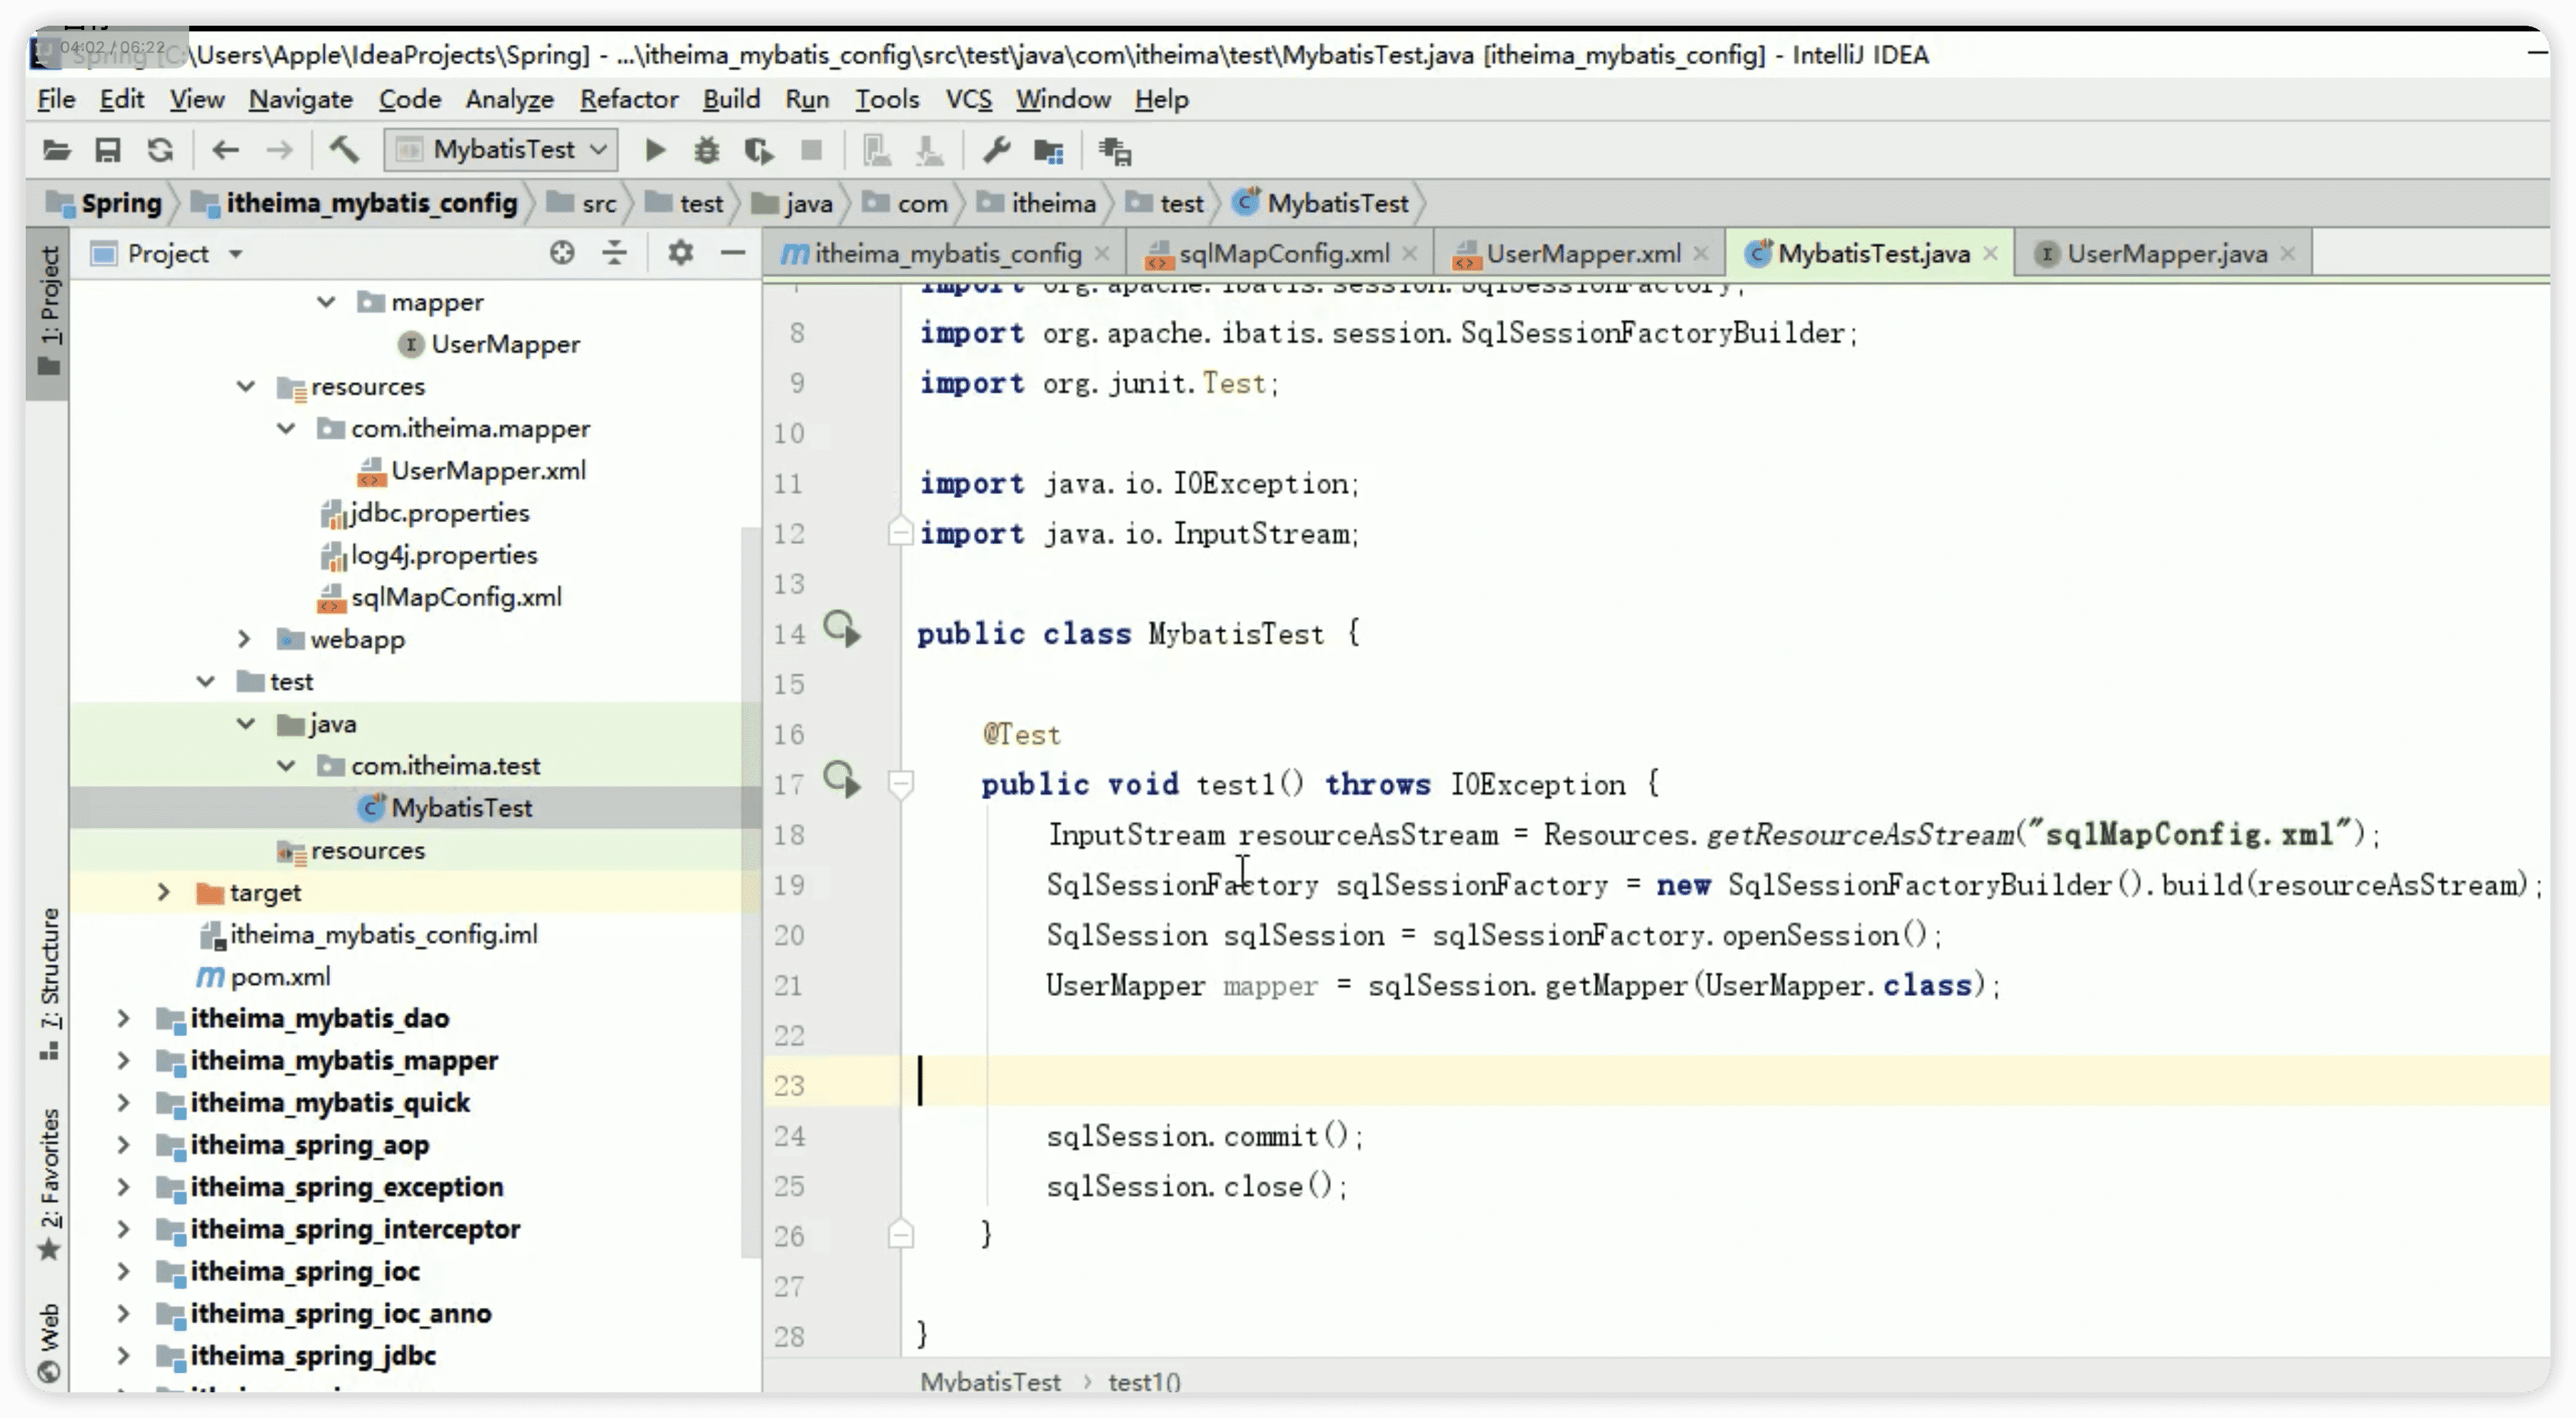 04:02 / 06:22
Spring [C:\Users\Apple\IdeaProjects\Spring] - ...\itheima_mybatis_config\src\test\java\com\itheima\test\MybatisTest.java [itheima_mybatis_config] - IntelliJ IDEA
File Edit View Navigate Code Analyze Refactor Build Run Tools VCS Window Help
MybatisTest
Spring itheima_mybatis_config src test java com itheima test MybatisTest
1: Project
7: Structure
2: Favorites
Web
Project
mapper
UserMapper
resources
com.itheima.mapper
UserMapper.xml
jdbc.properties
log4j.properties
sqlMapConfig.xml
webapp
test
java
com.itheima.test
MybatisTest
resources
target
itheima_mybatis_config.iml
pom.xml
itheima_mybatis_dao
itheima_mybatis_mapper
itheima_mybatis_quick
itheima_spring_aop
itheima_spring_exception
itheima_spring_interceptor
itheima_spring_ioc
itheima_spring_ioc_anno
itheima_spring_jdbc
itheima_mybatis_config sqlMapConfig.xml UserMapper.xml MybatisTest.java UserMapper.java
import org.apache.ibatis.session.SqlSessionFactory;
8 import org.apache.ibatis.session.SqlSessionFactoryBuilder;
9 import org.junit.Test;
10
11 import java.io.IOException;
12 import java.io.InputStream;
13
14 public class MybatisTest {
15
16 @Test
17 public void test1() throws IOException {
18 InputStream resourceAsStream = Resources.getResourceAsStream("sqlMapConfig.xml");
19 SqlSessionFactory sqlSessionFactory = new SqlSessionFactoryBuilder().build(resourceAsStream);
20 SqlSession sqlSession = sqlSessionFactory.openSession();
21 UserMapper mapper = sqlSession.getMapper(UserMapper.class);
22
23
24 sqlSession.commit();
25 sqlSession.close();
26 }
27
28 }
MybatisTest › test1()